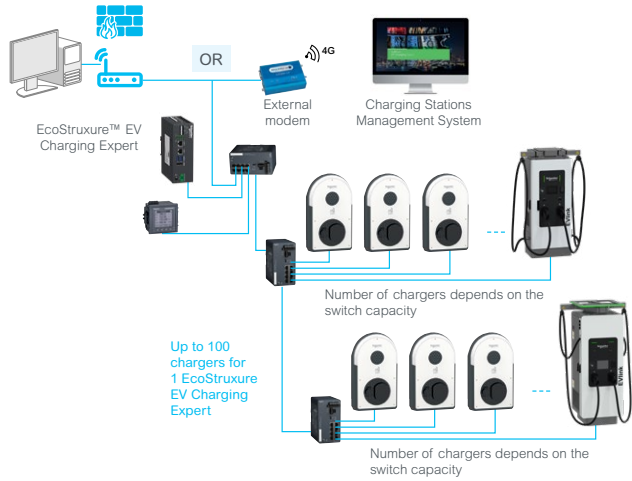 OR
4G
External
modem
Charging Stations
Management System
EcoStruxure™ EV
Charging Expert
EVlink
Number of chargers depends on the
switch capacity
Up to 100
chargers for
1 EcoStruxure
EV Charging
Expert
EVlink
Number of chargers depends on the
switch capacity